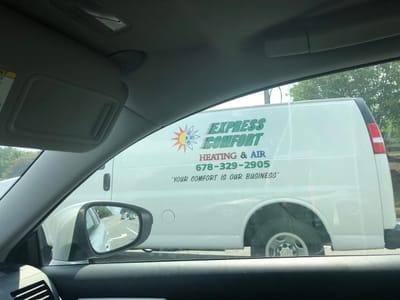 EXPRESS
COMFORT
HEATING & AIR
678-329-2905
"YOUR COMFORT IS OUR BUSINESS"